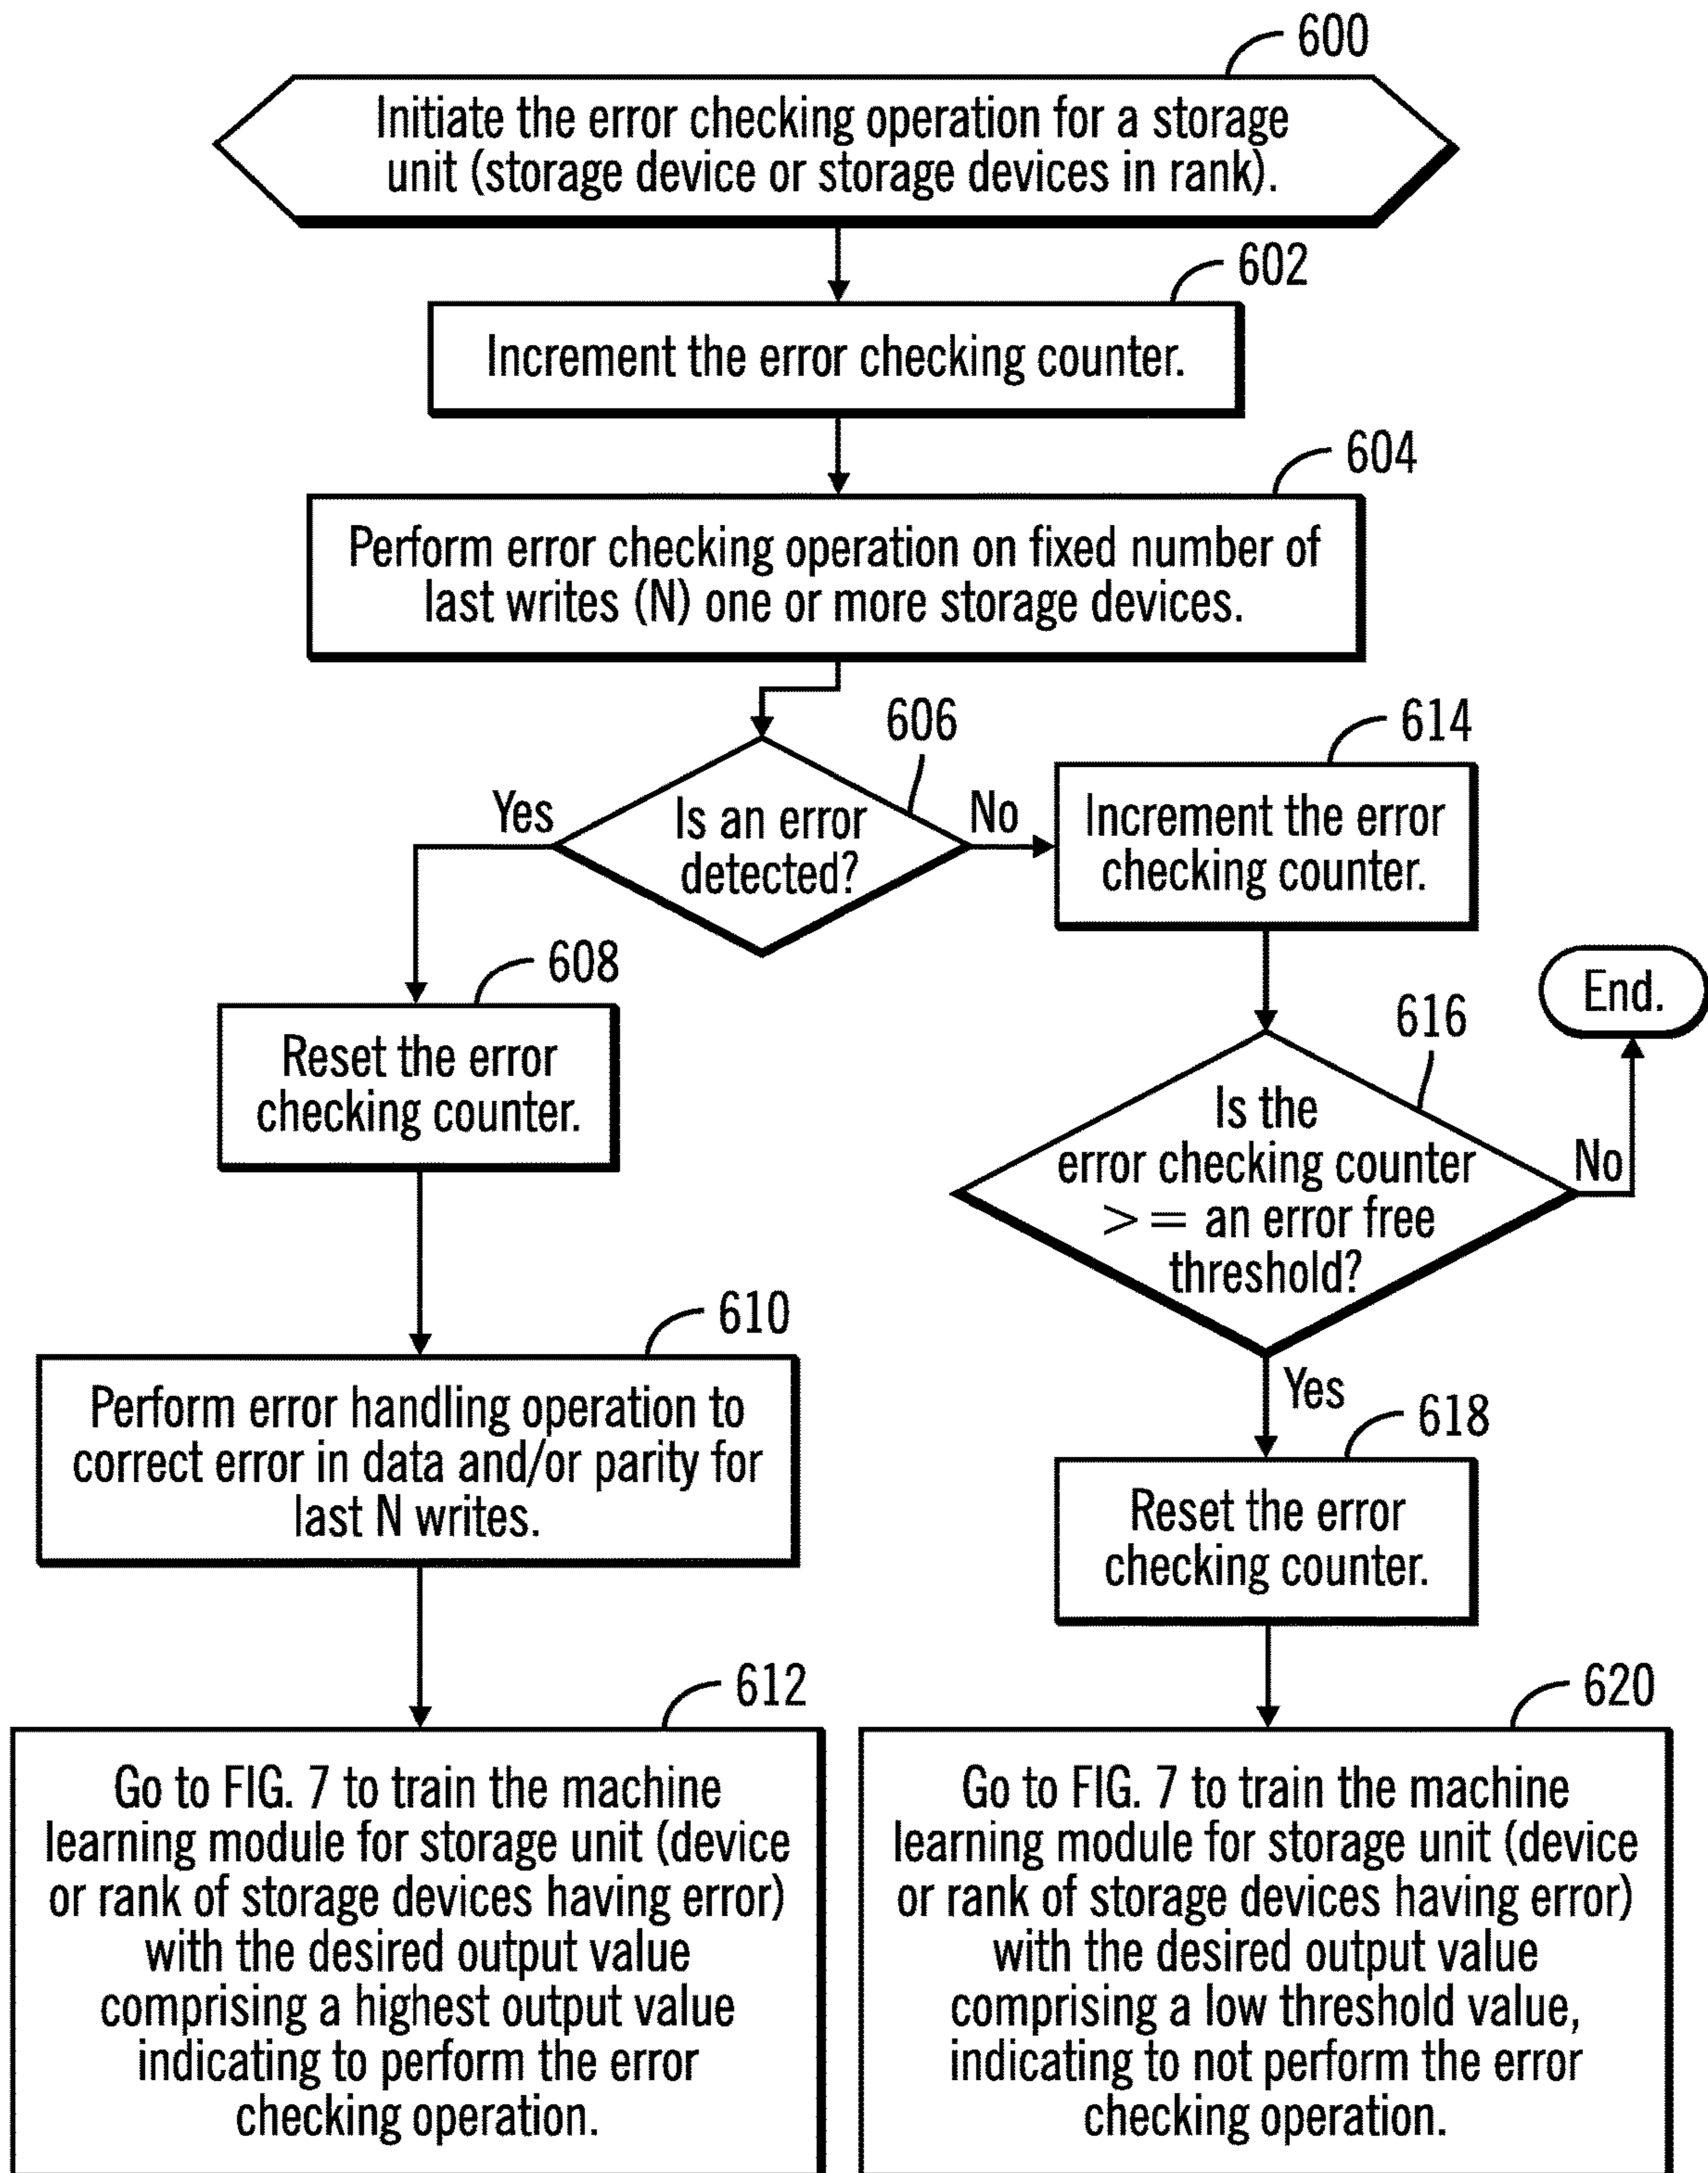 600
Initiate the error checking operation for a storage
unit (storage device or storage devices in rank).
602
Increment the error checking counter.
604
Perform error checking operation on fixed number of
last writes (N) one or more storage devices.
606
Is an error
detected?
Yes
No
614
Increment the error
checking counter.
608
Reset the error
checking counter.
End.
616
Is the
error checking counter
>= an error free
threshold?
No
Yes
610
Perform error handling operation to
correct error in data and/or parity for
last N writes.
618
Reset the error
checking counter.
612
Go to FIG. 7 to train the machine
learning module for storage unit (device
or rank of storage devices having error)
with the desired output value
comprising a highest output value
indicating to perform the error
checking operation.
620
Go to FIG. 7 to train the machine
learning module for storage unit (device
or rank of storage devices having error)
with the desired output value
comprising a low threshold value,
indicating to not perform the error
checking operation.